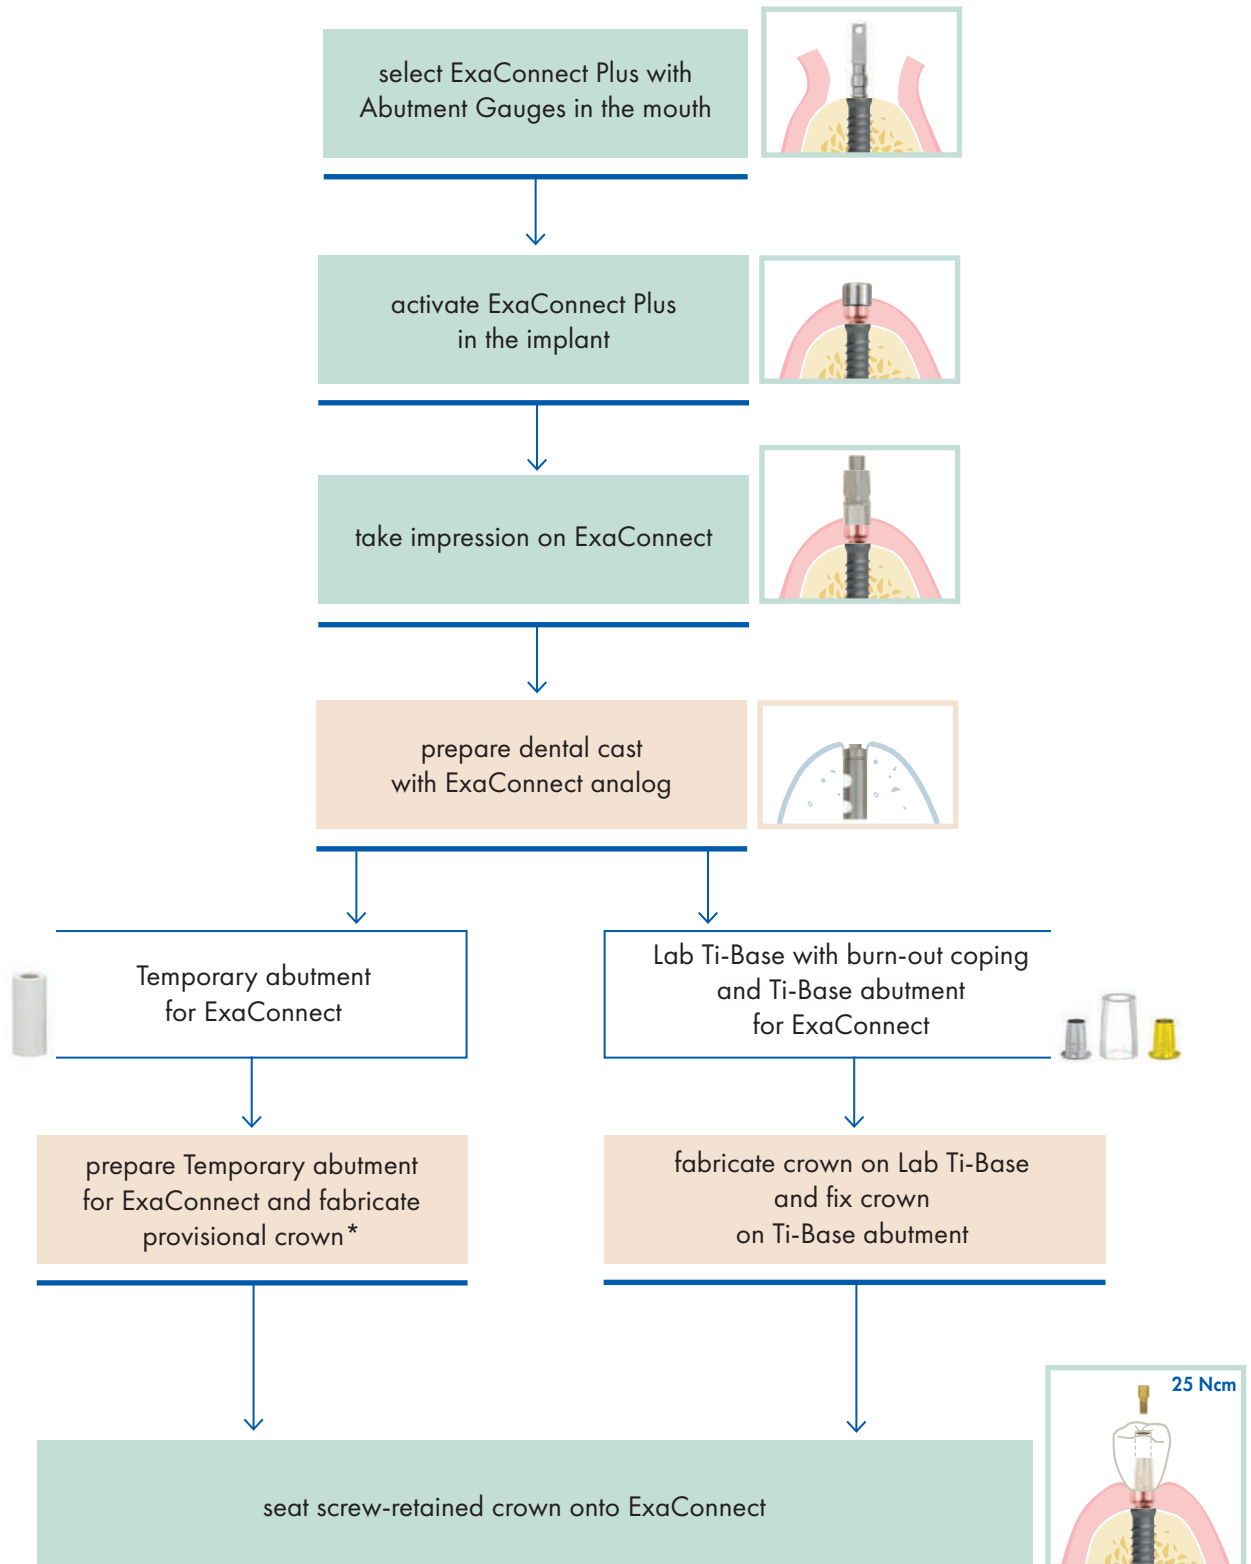 select ExaConnect Plus with
Abutment Gauges in the mouth
activate ExaConnect Plus
in the implant
take impression on ExaConnect
prepare dental cast
with ExaConnect analog
Temporary abutment
for ExaConnect
Lab Ti-Base with burn-out coping
and Ti-Base abutment
for ExaConnect
prepare Temporary abutment
for ExaConnect and fabricate
provisional crown*
fabricate crown on Lab Ti-Base
and fix crown
on Ti-Base abutment
25 Ncm
seat screw-retained crown onto ExaConnect